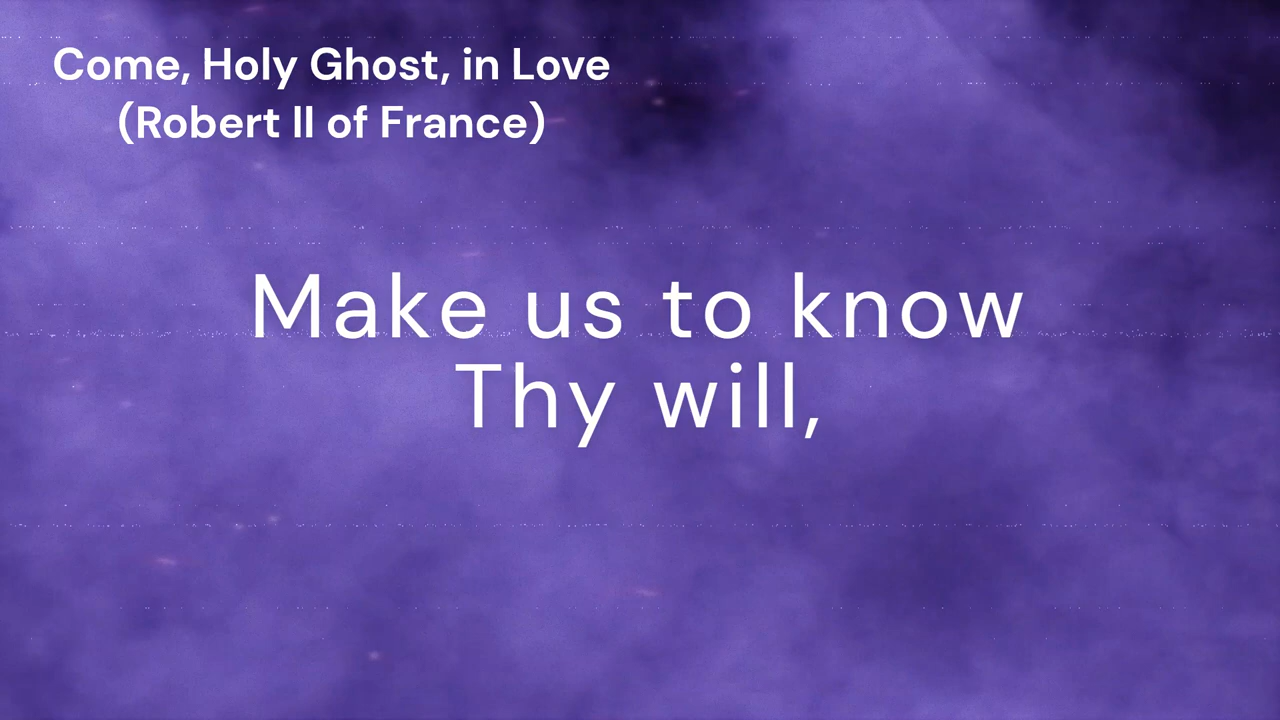 Come, Holy Ghost, in Love
(Robert II of France)
Make us to know
Thy will,